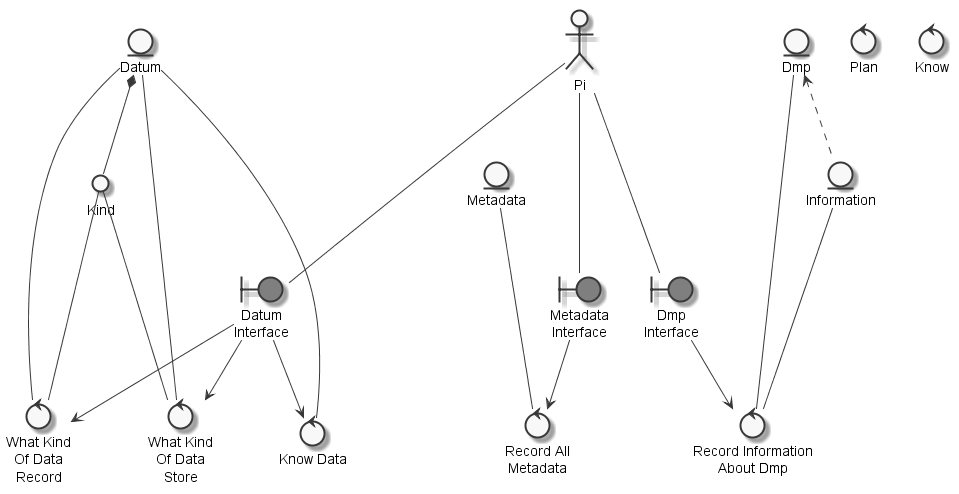 Datum
Pi
Dmp
Plan
Know
Kind
Metadata
Information
Datum
Interface
Metadata
Interface
Dmp
Interface
What Kind
Of Data
Record
What Kind
Of Data
Store
Know Data
Record All
Metadata
Record Information
About Dmp